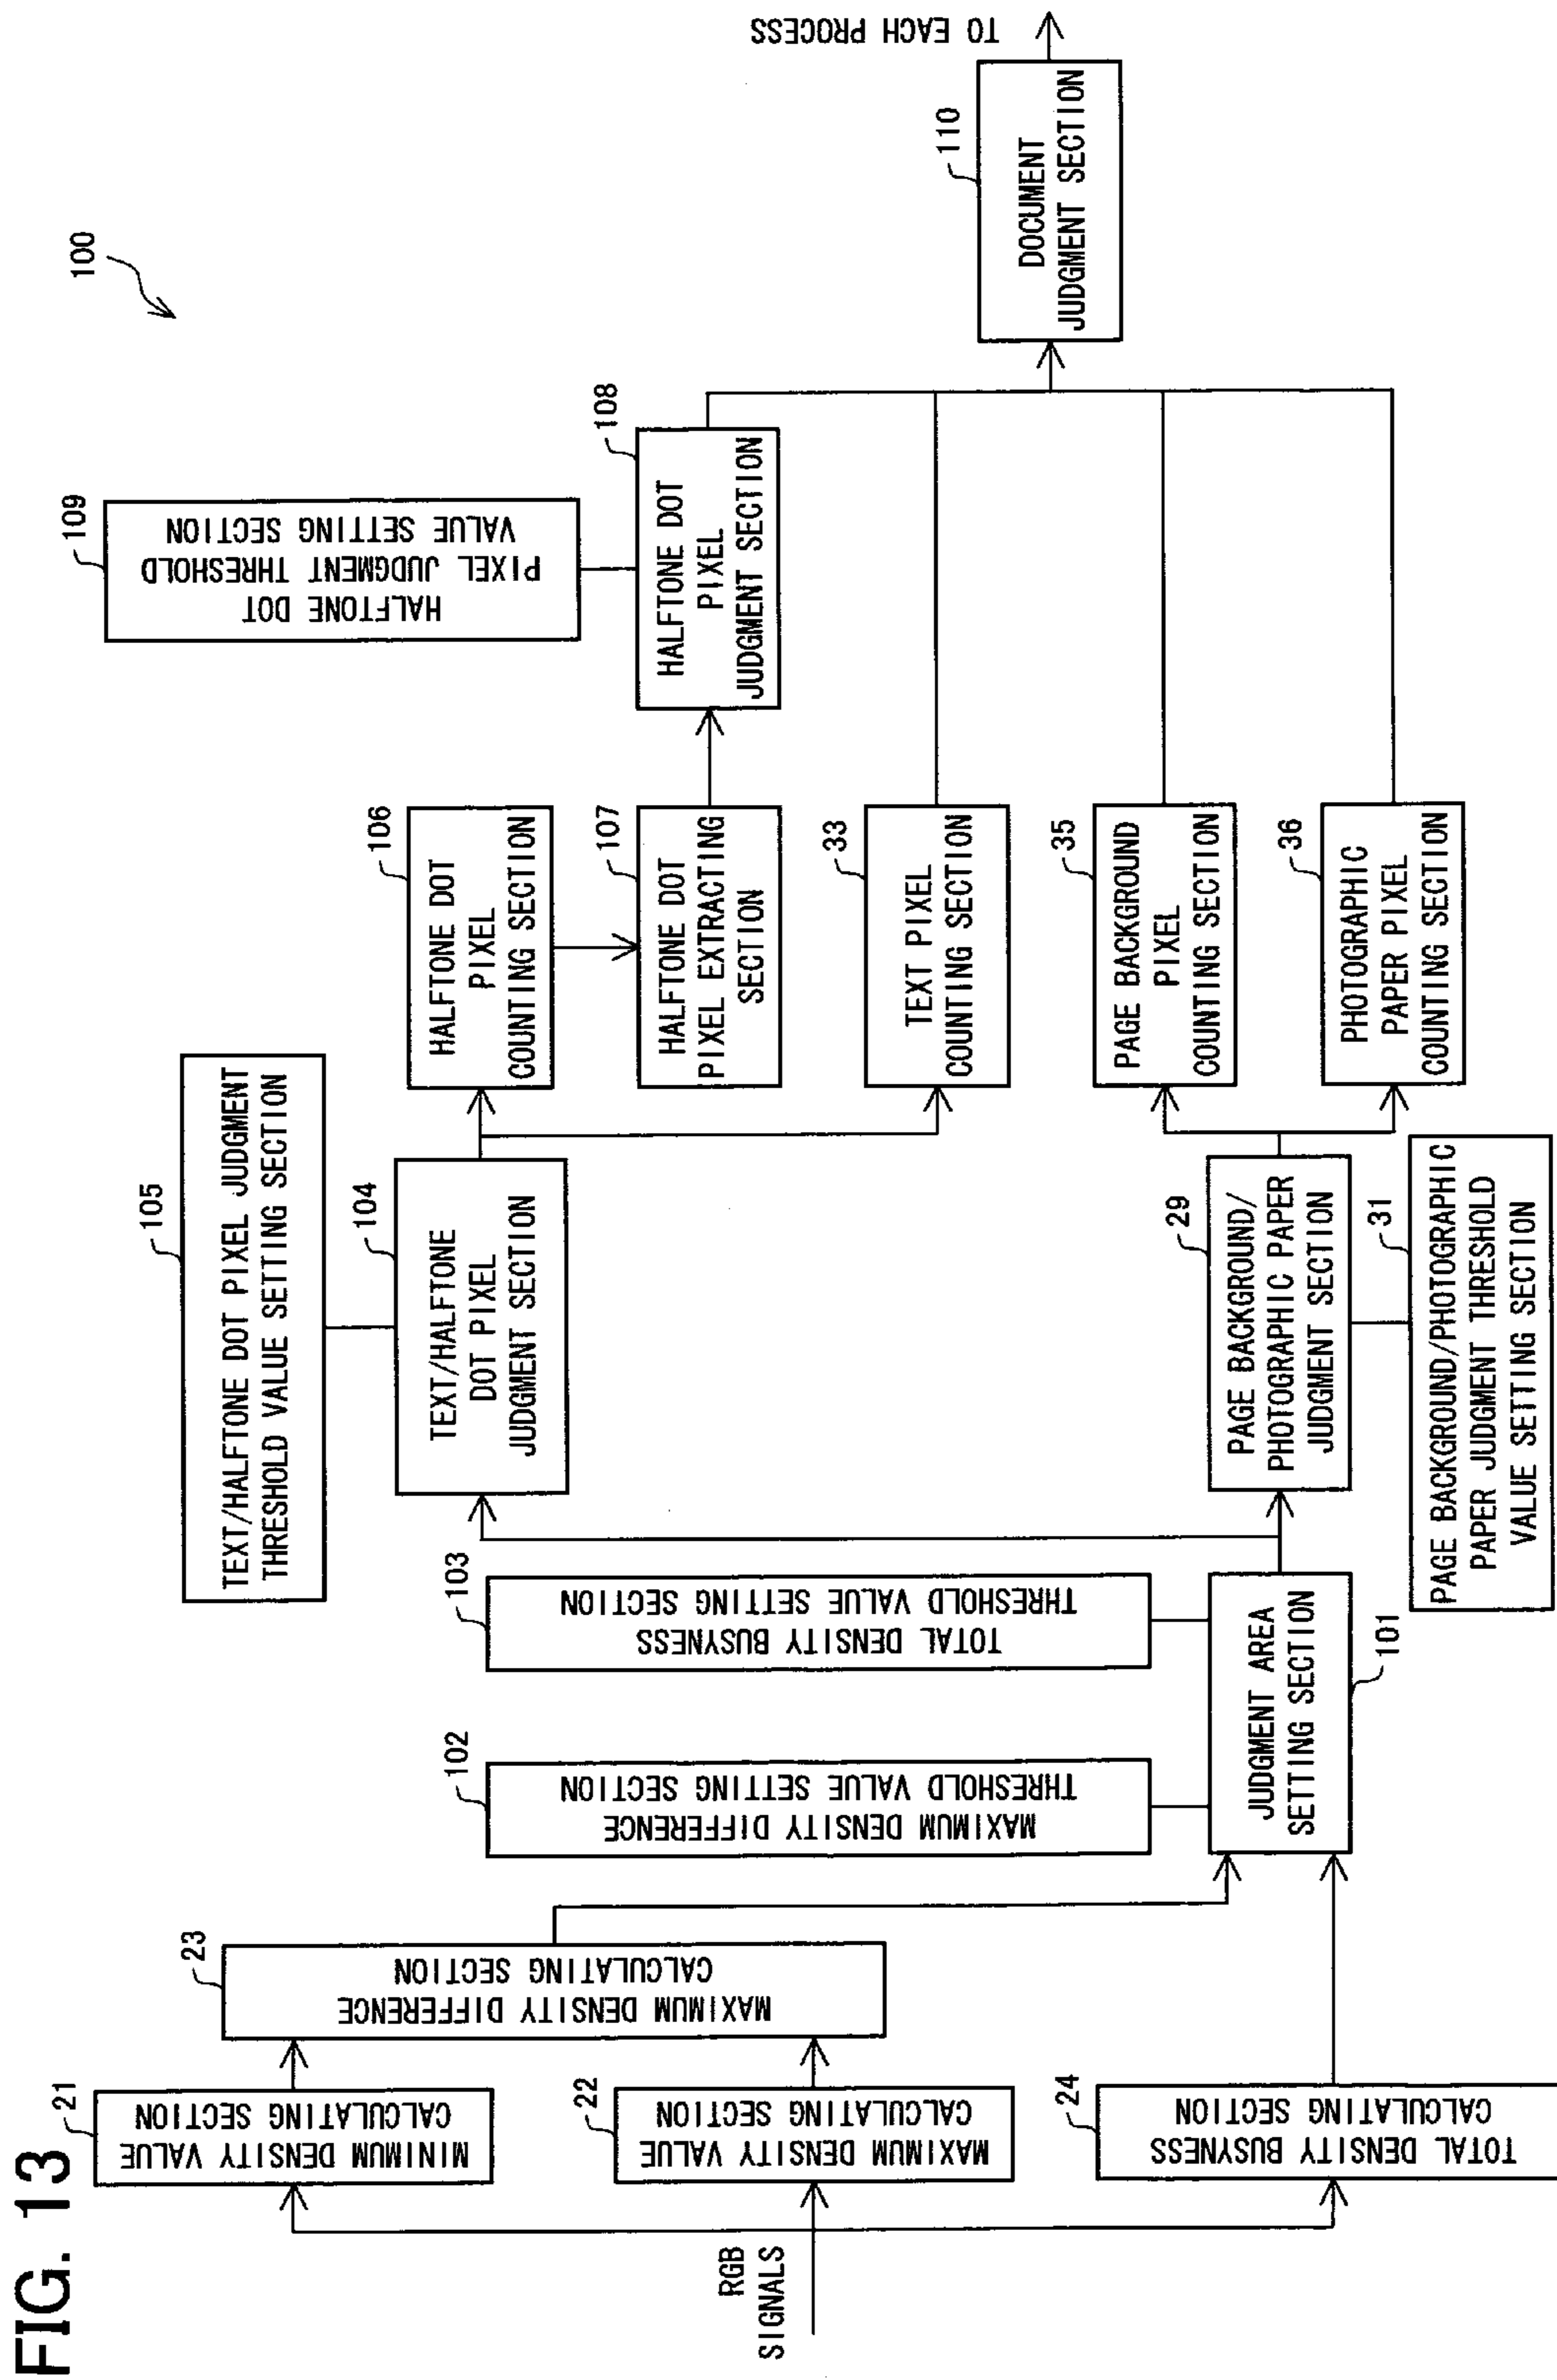 FIG. 13
100
RGB
SIGNALS
21
MINIMUM DENSITY VALUE
CALCULATING SECTION
22
MAXIMUM DENSITY VALUE
CALCULATING SECTION
24
TOTAL DENSITY BUSYNESS
CALCULATING SECTION
23
MAXIMUM DENSITY DIFFERENCE
CALCULATING SECTION
102
MAXIMUM DENSITY DIFFERENCE
THRESHOLD VALUE SETTING SECTION
103
TOTAL DENSITY BUSYNESS
THRESHOLD VALUE SETTING SECTION
JUDGMENT AREA
SETTING SECTION
101
105
TEXT/HALFTONE DOT PIXEL JUDGMENT
THRESHOLD VALUE SETTING SECTION
104
TEXT/HALFTONE
DOT PIXEL
JUDGMENT SECTION
29
PAGE BACKGROUND/
PHOTOGRAPHIC PAPER
JUDGMENT SECTION
31
PAGE BACKGROUND/PHOTOGRAPHIC
PAPER JUDGMENT THRESHOLD
VALUE SETTING SECTION
106
HALFTONE DOT
PIXEL
COUNTING SECTION
107
HALFTONE DOT
PIXEL EXTRACTING
SECTION
33
TEXT PIXEL
COUNTING SECTION
35
PAGE BACKGROUND
PIXEL
COUNTING SECTION
36
PHOTOGRAPHIC
PAPER PIXEL
COUNTING SECTION
109
HALFTONE DOT
PIXEL JUDGMENT THRESHOLD
VALUE SETTING SECTION
108
HALFTONE DOT
PIXEL
JUDGMENT SECTION
110
DOCUMENT
JUDGMENT SECTION
TO EACH PROCESS